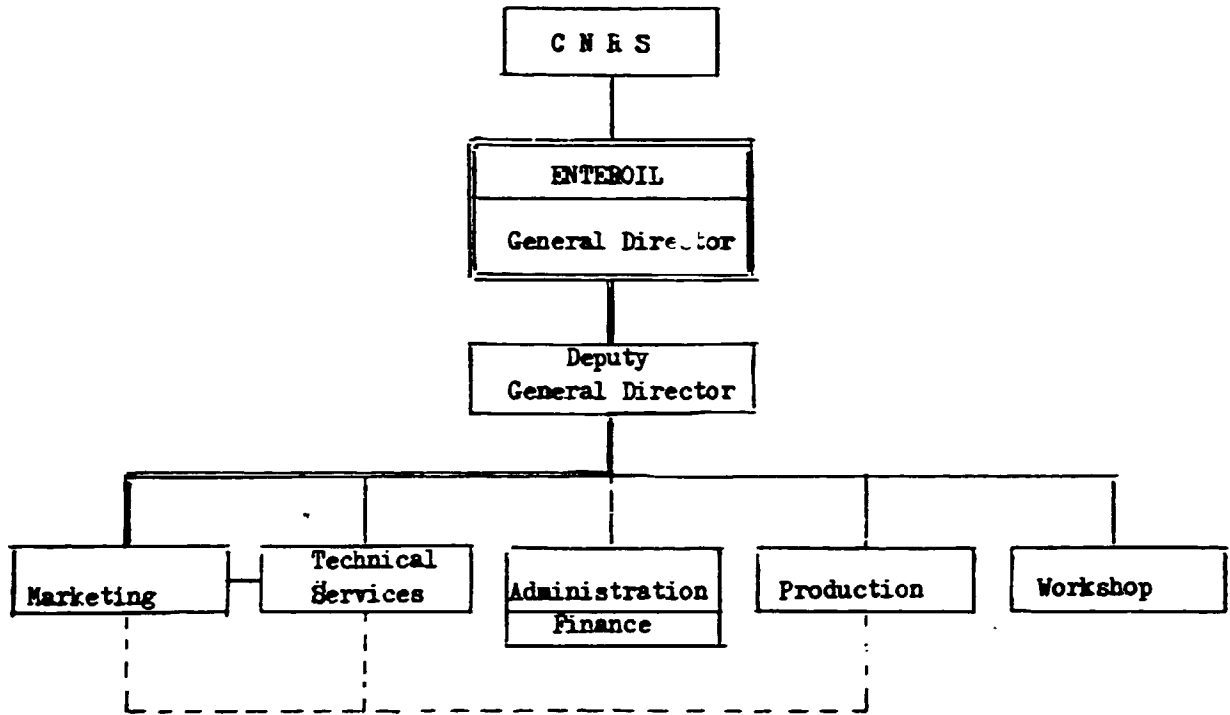 C N R S
ENTEROIL
General Director
Deputy
General Director
Technical
Marketing
Services
Administration
Finance
Production
Workshop